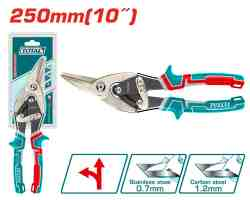 250mm(10˝)
TOTAL
Stainless steel
0.7mm
Carbon steel
1.2mm